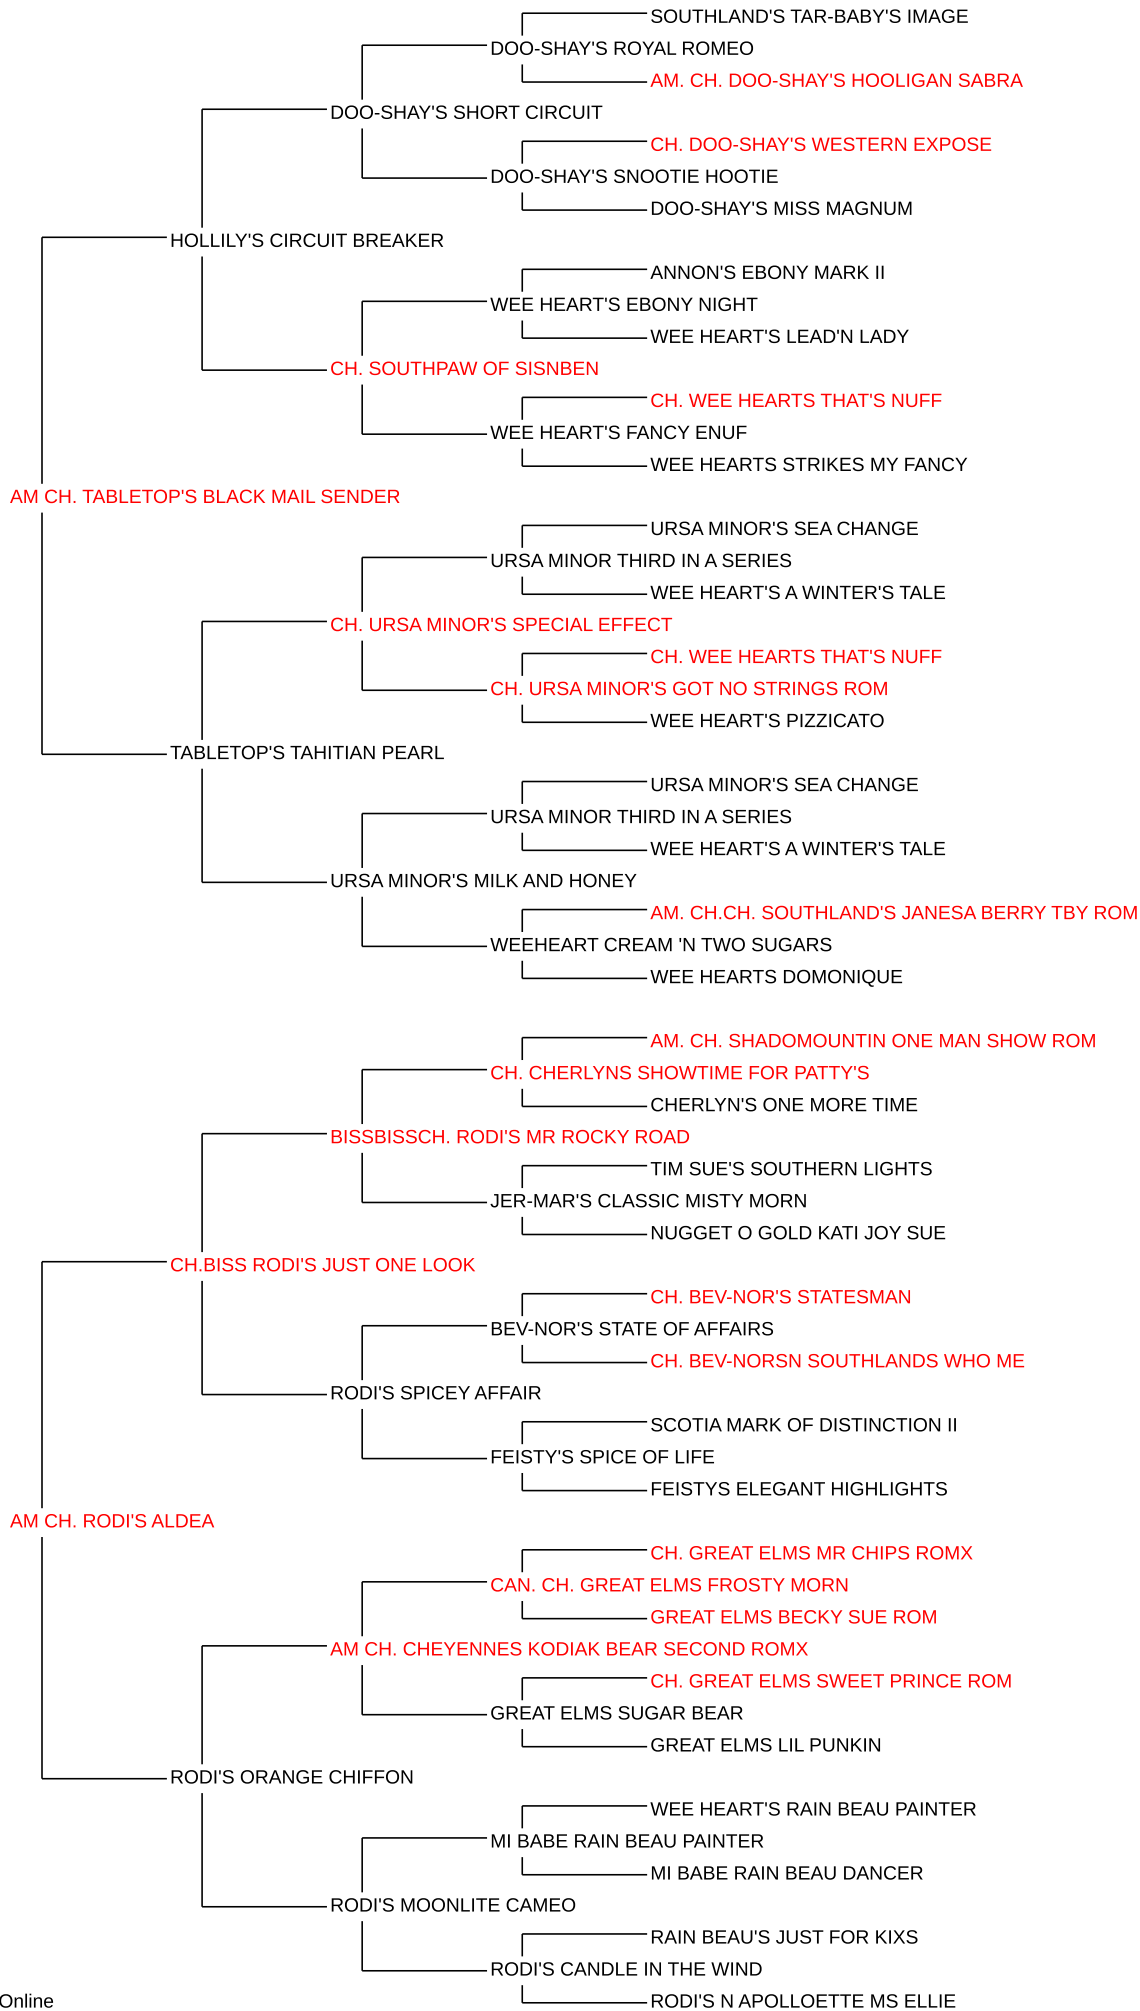 SOUTHLAND'S TAR-BABY'S IMAGE
DOO-SHAY'S ROYAL ROMEO
AM. CH. DOO-SHAY'S HOOLIGAN SABRA
DOO-SHAY'S SHORT CIRCUIT
CH. DOO-SHAY'S WESTERN EXPOSE
DOO-SHAY'S SNOOTIE HOOTIE
DOO-SHAY'S MISS MAGNUM
HOLLILY'S CIRCUIT BREAKER
ANNON'S EBONY MARK II
WEE HEART'S EBONY NIGHT
WEE HEART'S LEAD'N LADY
CH. SOUTHPAW OF SISNBEN
CH. WEE HEARTS THAT'S NUFF
WEE HEART'S FANCY ENUF
WEE HEARTS STRIKES MY FANCY
AM CH. TABLETOP'S BLACK MAIL SENDER
URSA MINOR'S SEA CHANGE
URSA MINOR THIRD IN A SERIES
WEE HEART'S A WINTER'S TALE
CH. URSA MINOR'S SPECIAL EFFECT
CH. WEE HEARTS THAT'S NUFF
CH. URSA MINOR'S GOT NO STRINGS ROM
WEE HEART'S PIZZICATO
TABLETOP'S TAHITIAN PEARL
URSA MINOR'S SEA CHANGE
URSA MINOR THIRD IN A SERIES
WEE HEART'S A WINTER'S TALE
URSA MINOR'S MILK AND HONEY
AM. CH.CH. SOUTHLAND'S JANESA BERRY TBY ROM
WEEHEART CREAM 'N TWO SUGARS
WEE HEARTS DOMONIQUE
AM. CH. SHADOMOUNTIN ONE MAN SHOW ROM
CH. CHERLYNS SHOWTIME FOR PATTY'S
CHERLYN'S ONE MORE TIME
BISSBISSCH. RODI'S MR ROCKY ROAD
TIM SUE'S SOUTHERN LIGHTS
JER-MAR'S CLASSIC MISTY MORN
NUGGET O GOLD KATI JOY SUE
CH.BISS RODI'S JUST ONE LOOK
CH. BEV-NOR'S STATESMAN
BEV-NOR'S STATE OF AFFAIRS
CH. BEV-NORSN SOUTHLANDS WHO ME
RODI'S SPICEY AFFAIR
SCOTIA MARK OF DISTINCTION II
FEISTY'S SPICE OF LIFE
FEISTYS ELEGANT HIGHLIGHTS
AM CH. RODI'S ALDEA
CH. GREAT ELMS MR CHIPS ROMX
CAN. CH. GREAT ELMS FROSTY MORN
GREAT ELMS BECKY SUE ROM
AM CH. CHEYENNES KODIAK BEAR SECOND ROMX
CH. GREAT ELMS SWEET PRINCE ROM
GREAT ELMS SUGAR BEAR
GREAT ELMS LIL PUNKIN
RODI'S ORANGE CHIFFON
WEE HEART'S RAIN BEAU PAINTER
MI BABE RAIN BEAU PAINTER
MI BABE RAIN BEAU DANCER
RODI'S MOONLITE CAMEO
RAIN BEAU'S JUST FOR KIXS
RODI'S CANDLE IN THE WIND
RODI'S N APOLLOETTE MS ELLIE
Online